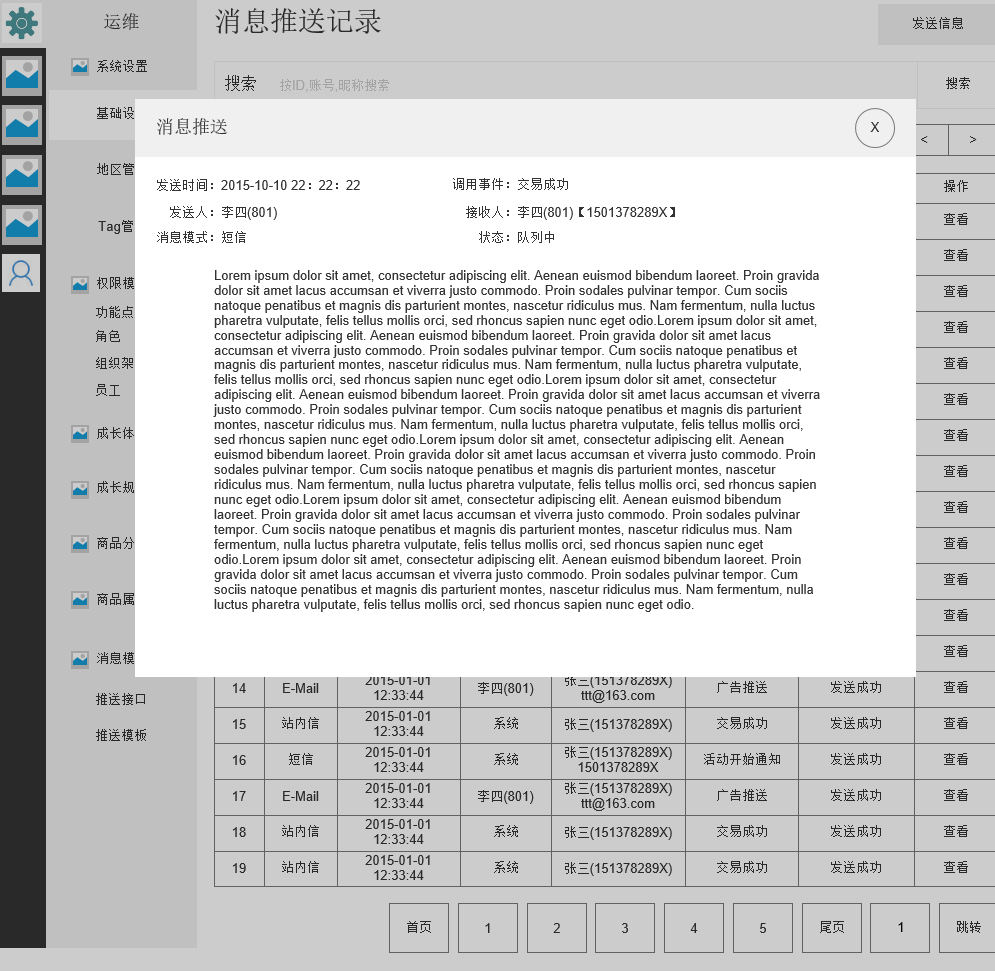 运维
消息推送记录
发送信息
系统设置
搜索 按ID,账号,昵称搜索 搜索
基础设
消息推送 X
< >
地区管
发送时间：2015-10-10 22：22：22 调用事件：交易成功
操作
发送人：李四(801) 接收人：李四(801)【1501378289X】
查看
Tag管
消息模式：短信 状态：队列中
查看
权限模
查看
功能点
查看
角色
组织架
查看
员工
查看
成长体
查看
查看
成长规
查看
商品分
查看
查看
商品属
查看
消息模
查看
Lorem ipsum dolor sit amet, consectetur adipiscing elit. Aenean euismod bibendum laoreet. Proin gravida
dolor sit amet lacus accumsan et viverra justo commodo. Proin sodales pulvinar tempor. Cum sociis
natoque penatibus et magnis dis parturient montes, nascetur ridiculus mus. Nam fermentum, nulla luctus
pharetra vulputate, felis tellus mollis orci, sed rhoncus sapien nunc eget odio.Lorem ipsum dolor sit amet,
consectetur adipiscing elit. Aenean euismod bibendum laoreet. Proin gravida dolor sit amet lacus
accumsan et viverra justo commodo. Proin sodales pulvinar tempor. Cum sociis natoque penatibus et
magnis dis parturient montes, nascetur ridiculus mus. Nam fermentum, nulla luctus pharetra vulputate,
felis tellus mollis orci, sed rhoncus sapien nunc eget odio.Lorem ipsum dolor sit amet, consectetur
adipiscing elit. Aenean euismod bibendum laoreet. Proin gravida dolor sit amet lacus accumsan et viverra
justo commodo. Proin sodales pulvinar tempor. Cum sociis natoque penatibus et magnis dis parturient
montes, nascetur ridiculus mus. Nam fermentum, nulla luctus pharetra vulputate, felis tellus mollis orci,
sed rhoncus sapien nunc eget odio.Lorem ipsum dolor sit amet, consectetur adipiscing elit. Aenean
euismod bibendum laoreet. Proin gravida dolor sit amet lacus accumsan et viverra justo commodo. Proin
sodales pulvinar tempor. Cum sociis natoque penatibus et magnis dis parturient montes, nascetur
ridiculus mus. Nam fermentum, nulla luctus pharetra vulputate, felis tellus mollis orci, sed rhoncus sapien
nunc eget odio.Lorem ipsum dolor sit amet, consectetur adipiscing elit. Aenean euismod bibendum
laoreet. Proin gravida dolor sit amet lacus accumsan et viverra justo commodo. Proin sodales pulvinar
tempor. Cum sociis natoque penatibus et magnis dis parturient montes, nascetur ridiculus mus. Nam
fermentum, nulla luctus pharetra vulputate, felis tellus mollis orci, sed rhoncus sapien nunc eget
odio.Lorem ipsum dolor sit amet, consectetur adipiscing elit. Aenean euismod bibendum laoreet. Proin
gravida dolor sit amet lacus accumsan et viverra justo commodo. Proin sodales pulvinar tempor. Cum
sociis natoque penatibus et magnis dis parturient montes, nascetur ridiculus mus. Nam fermentum, nulla
luctus pharetra vulputate, felis tellus mollis orci, sed rhoncus sapien nunc eget odio.
推送接口
推送模板
14 E-Mail 2015-01-01 12:33:44 李四(801) 张三(151378289X) ttt@163.com 广告推送 发送成功 查看
15 站内信 2015-01-01 12:33:44 系统 张三(151378289X) 交易成功 发送成功 查看
16 短信 2015-01-01 12:33:44 系统 张三(151378289X) 1501378289X 活动开始通知 发送成功 查看
17 E-Mail 2015-01-01 12:33:44 李四(801) 张三(151378289X) ttt@163.com 广告推送 发送成功 查看
18 站内信 2015-01-01 12:33:44 系统 张三(151378289X) 交易成功 发送成功 查看
19 站内信 2015-01-01 12:33:44 系统 张三(151378289X) 交易成功 发送成功 查看
首页 1 2 3 4 5 尾页 1 跳转